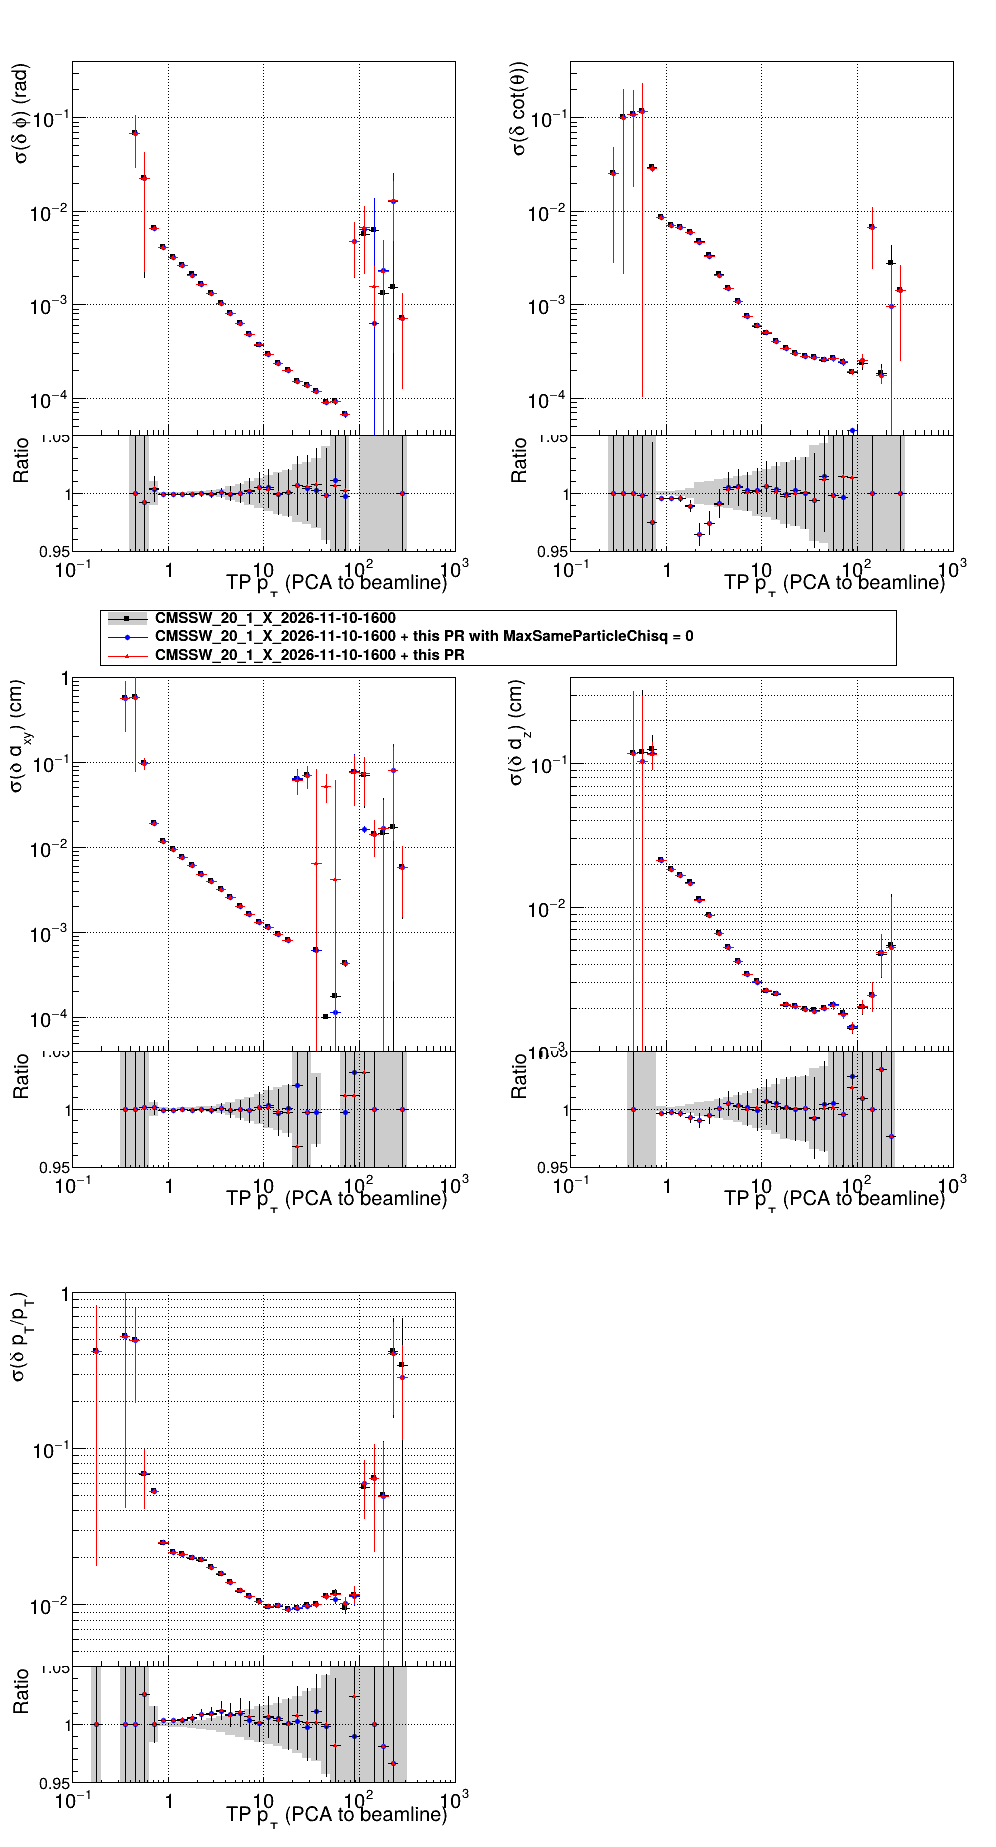 σ(δ φ) (rad)
10⁻¹
10⁻²
10⁻³
10⁻⁴
Ratio
1.05
1
0.95
10⁻¹ 1 10 10² 10³
TP p_T (PCA to beamline)
σ(δ cot(θ))
10⁻¹
10⁻²
10⁻³
10⁻⁴
Ratio
1.05
1
0.95
10⁻¹ 1 10 10² 10³
TP p_T (PCA to beamline)
CMSSW_20_1_X_2026-11-10-1600
CMSSW_20_1_X_2026-11-10-1600 + this PR with MaxSameParticleChisq = 0
CMSSW_20_1_X_2026-11-10-1600 + this PR
σ(δ d_xy) (cm)
1
10⁻¹
10⁻²
10⁻³
10⁻⁴
Ratio
1.05
1
0.95
10⁻¹ 1 10 10² 10³
TP p_T (PCA to beamline)
σ(δ d_z) (cm)
10⁻¹
10⁻²
10⁻³
Ratio
1.05
1
0.95
10⁻¹ 1 10 10² 10³
TP p_T (PCA to beamline)
σ(δ p_T/p_T)
1
10⁻¹
10⁻²
Ratio
1.05
1
0.95
10⁻¹ 1 10 10² 10³
TP p_T (PCA to beamline)